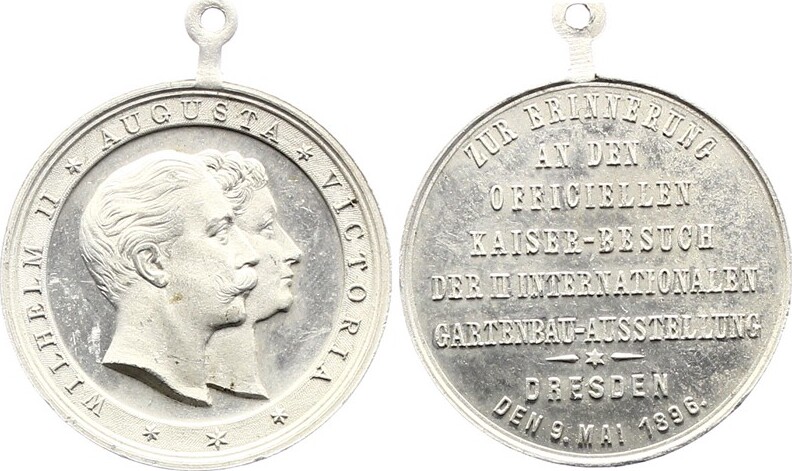 WILHELM II * AUGUSTA * VICTORIA * * *
ZUR ERINNERUNG
AN DEN
OFFICIELLEN
KAISER-BESUCH
DER II INTERNATIONALEN
GARTENBAU-AUSSTELLUNG
DRESDEN
DEN 9. MAI 1896.